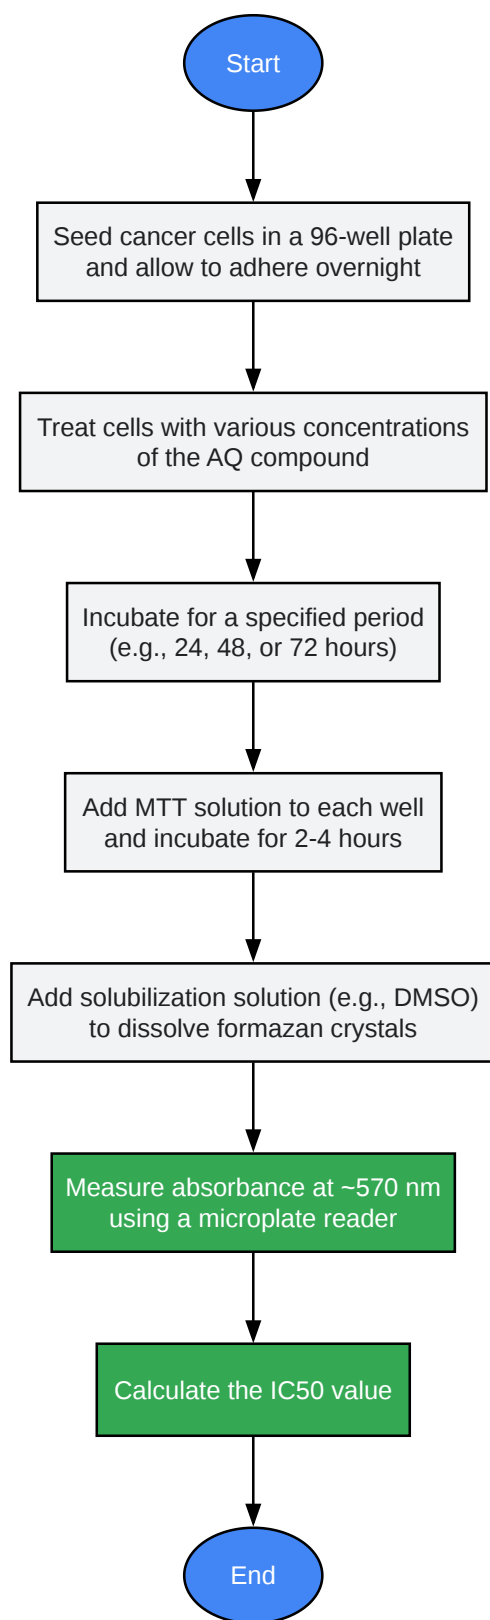 Start
Seed cancer cells in a 96-well plate
and allow to adhere overnight
Treat cells with various concentrations
of the AQ compound
Incubate for a specified period
(e.g., 24, 48, or 72 hours)
Add MTT solution to each well
and incubate for 2-4 hours
Add solubilization solution (e.g., DMSO)
to dissolve formazan crystals
Measure absorbance at ~570 nm
using a microplate reader
Calculate the IC50 value
End